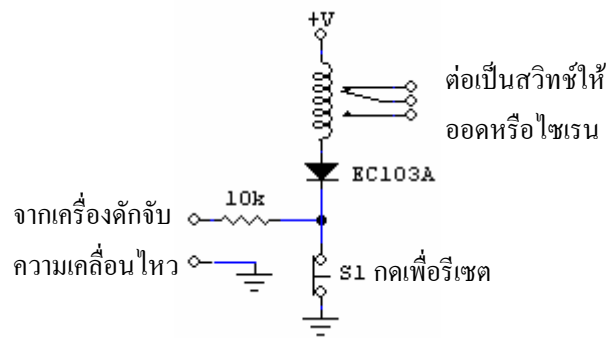 +V
ต่อเป็นสวิทช์ให้
ออดหรือไซเรน
EC103A
10k
จากเครื่องดักจับ
ความเคลื่อนไหว
S1 กดเพื่อรีเซต